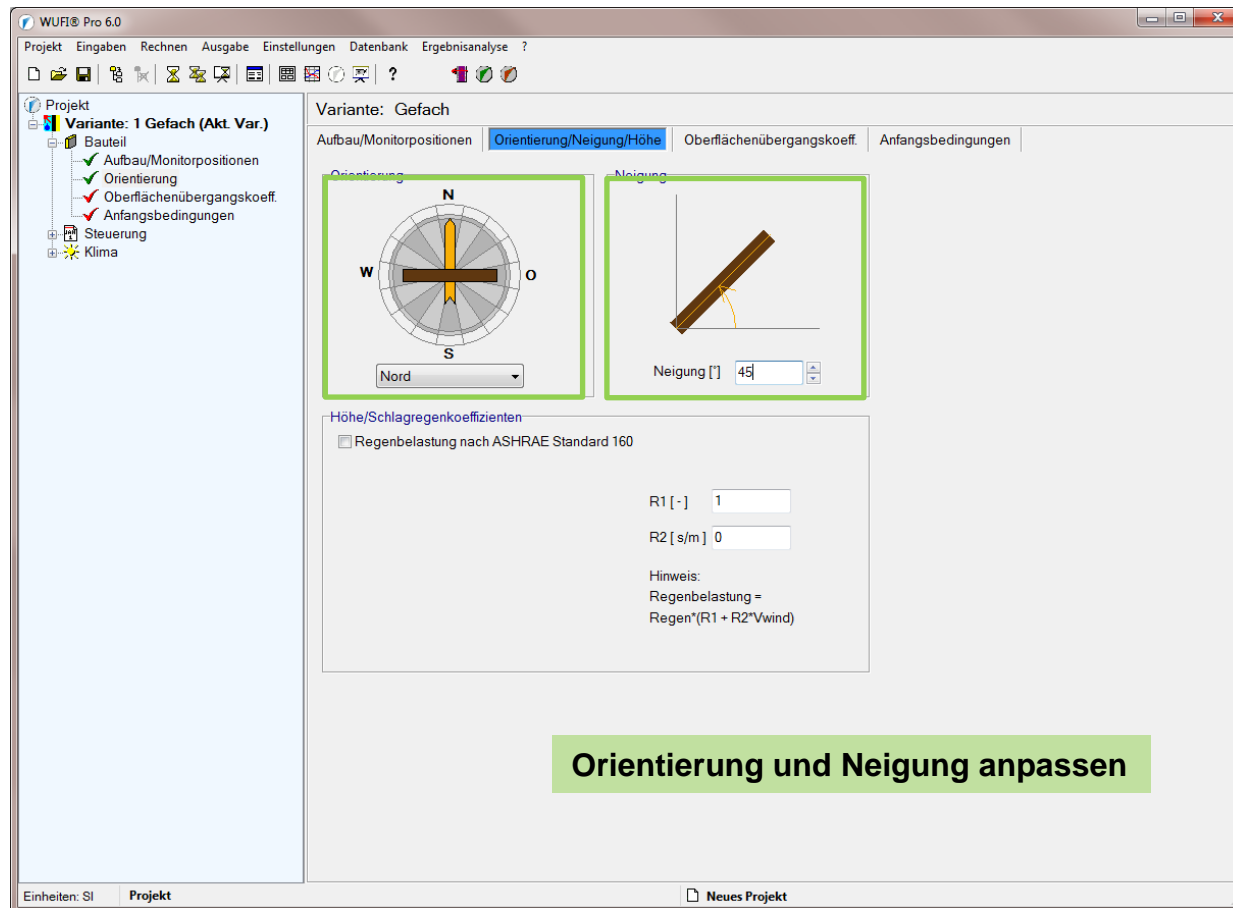 WUFI® Pro 6.0
Projekt Eingaben Rechnen Ausgabe Einstellungen Datenbank Ergebnisanalyse ?
Projekt
Variante: 1 Gefach (Akt. Var.)
Bauteil
Aufbau/Monitorpositionen
Orientierung
Oberflächenübergangskoeff.
Anfangsbedingungen
Steuerung
Klima
Variante: Gefach
Aufbau/Monitorpositionen Orientierung/Neigung/Höhe Oberflächenübergangskoeff. Anfangsbedingungen
Orientierung
N
W
O
S
Nord
Neigung
Neigung [°] 45
Höhe/Schlagregenkoeffizienten
Regenbelastung nach ASHRAE Standard 160
R1 [ - ] 1
R2 [ s/m ] 0
Hinweis:
Regenbelastung =
Regen*(R1 + R2*Vwind)
Orientierung und Neigung anpassen
Einheiten: SI Projekt Neues Projekt